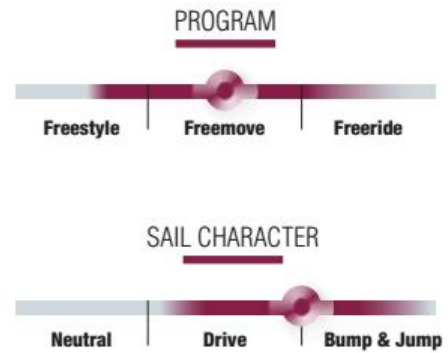 PROGRAM
Freestyle Freemove Freeride
SAIL CHARACTER
Neutral Drive Bump & Jump